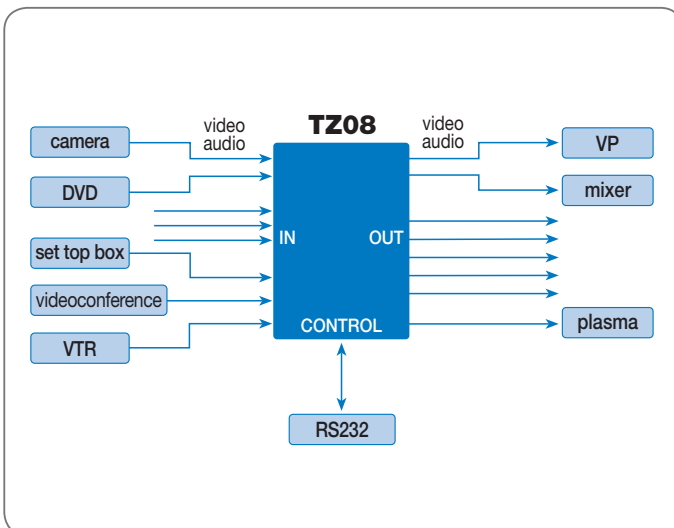 TZ08
video
audio
video
audio
camera
DVD
set top box
videoconference
VTR
IN
OUT
CONTROL
VP
mixer
plasma
RS232